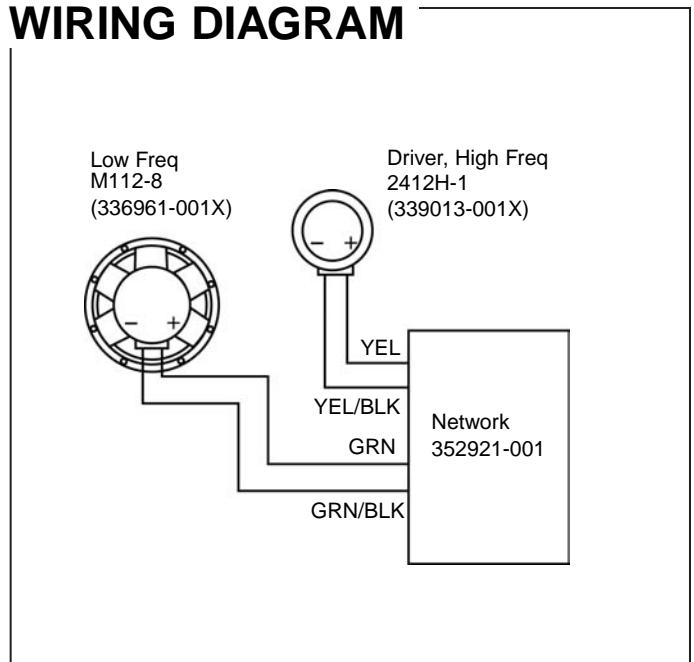 WIRING DIAGRAM
Low Freq
M112-8
(336961-001X)
Driver, High Freq
2412H-1
(339013-001X)
− +
− +
YEL
YEL/BLK
GRN
GRN/BLK
Network
352921-001